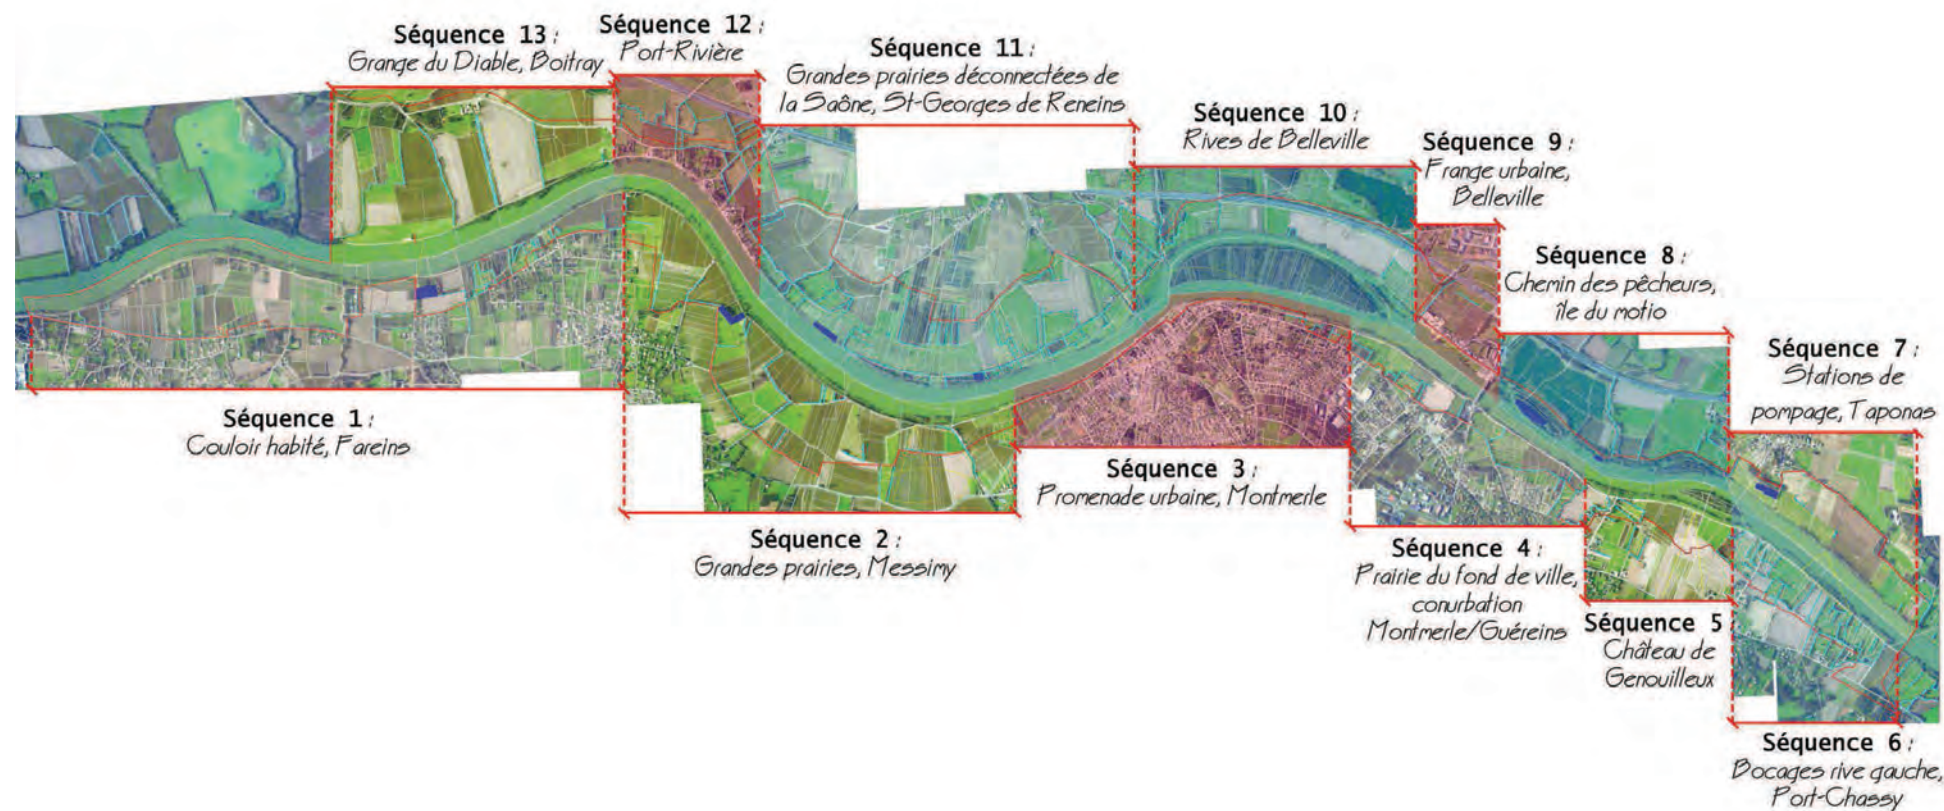 Séquence 13 :
Grange du Diable, Boitray
Séquence 12 :
Port-Rivière
Séquence 11 :
Grandes prairies déconnectées de
la Saône, St-Georges de Reneins
Séquence 10 :
Rives de Belleville
Séquence 9 :
Frange urbaine,
Belleville
Séquence 8 :
Chemin des pêcheurs,
île du motio
Séquence 7 :
Stations de
pompage, Taponas
Séquence 1 :
Couloir habité, Fareins
Séquence 2 :
Grandes prairies, Messimy
Séquence 3 :
Promenade urbaine, Montmerle
Séquence 4 :
Prairie du fond de ville,
conurbation
Montmerle/Guéreins
Séquence 5
Château de
Genouilleux
Séquence 6 :
Bocages rive gauche,
Port-Chassy